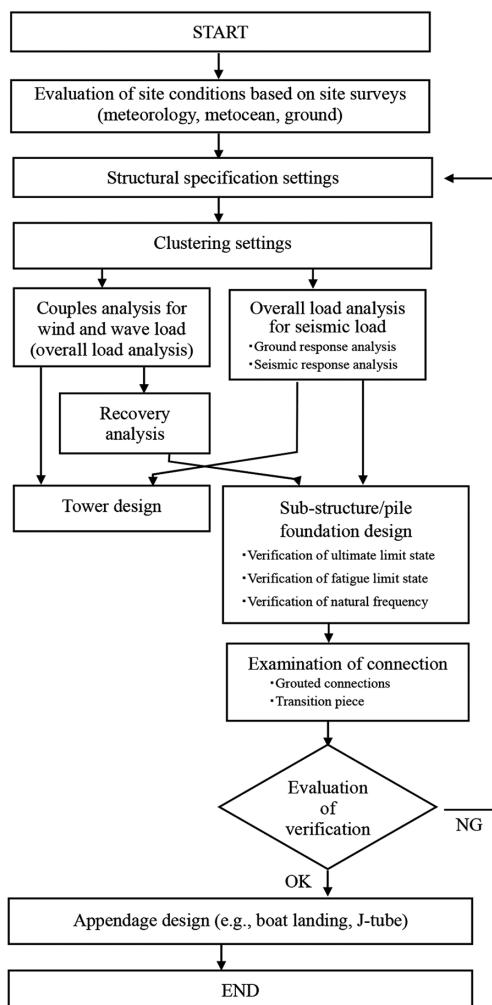 START
Evaluation of site conditions based on site surveys
(meteorology, metocean, ground)
Structural specification settings
Clustering settings
Couples analysis for
wind and wave load
(overall load analysis)
Overall load analysis
for seismic load
・Ground response analysis
・Seismic response analysis
Recovery
analysis
Tower design
Sub-structure/pile
foundation design
・Verification of ultimate limit state
・Verification of fatigue limit state
・Verification of natural frequency
Examination of connection
・Grouted connections
・Transition piece
Evaluation
of
verification
NG
OK
Appendage design (e.g., boat landing, J-tube)
END